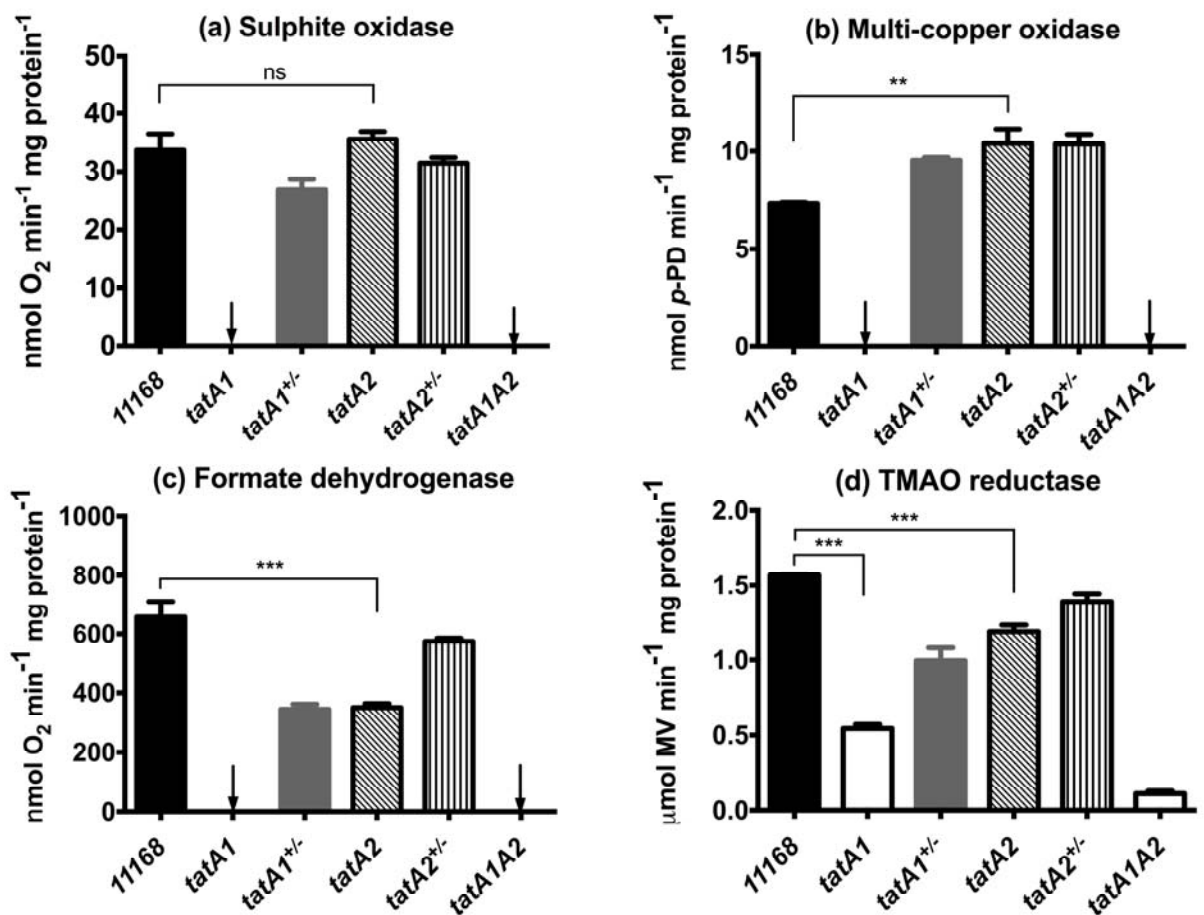 (a) Sulphite oxidase
nmol O₂ min⁻¹ mg protein⁻¹
50
40
30
20
10
0
ns
11168
tatA1
tatA1⁺/⁻
tatA2
tatA2⁺/⁻
tatA1A2
(b) Multi-copper oxidase
nmol p-PD min⁻¹ mg protein⁻¹
15
10
5
0
**
11168
tatA1
tatA1⁺/⁻
tatA2
tatA2⁺/⁻
tatA1A2
(c) Formate dehydrogenase
nmol O₂ min⁻¹ mg protein⁻¹
1000
800
600
400
200
0
***
11168
tatA1
tatA1⁺/⁻
tatA2
tatA2⁺/⁻
tatA1A2
(d) TMAO reductase
µmol MV min⁻¹ mg protein⁻¹
2.0
1.5
1.0
0.5
0.0
***
***
11168
tatA1
tatA1⁺/⁻
tatA2
tatA2⁺/⁻
tatA1A2